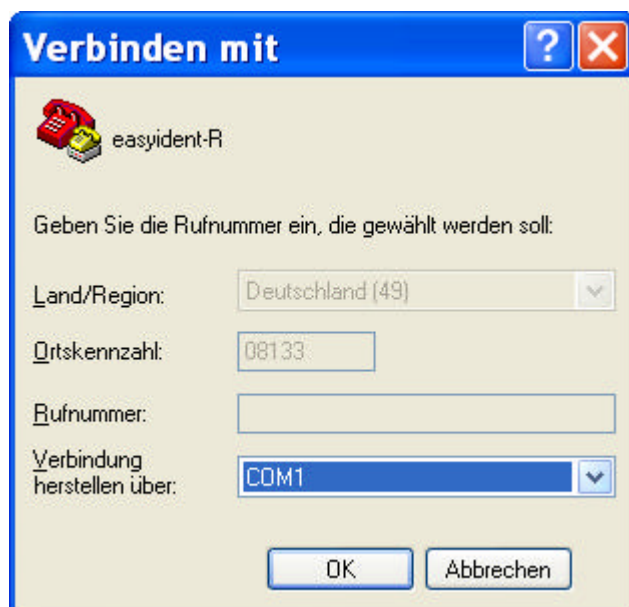 Verbinden mit
easyident-R
Geben Sie die Rufnummer ein, die gewählt werden soll:
Land/Region: Deutschland (49)
Ortskennzahl: 08133
Rufnummer:
Verbindung
herstellen über: COM1
OK Abbrechen